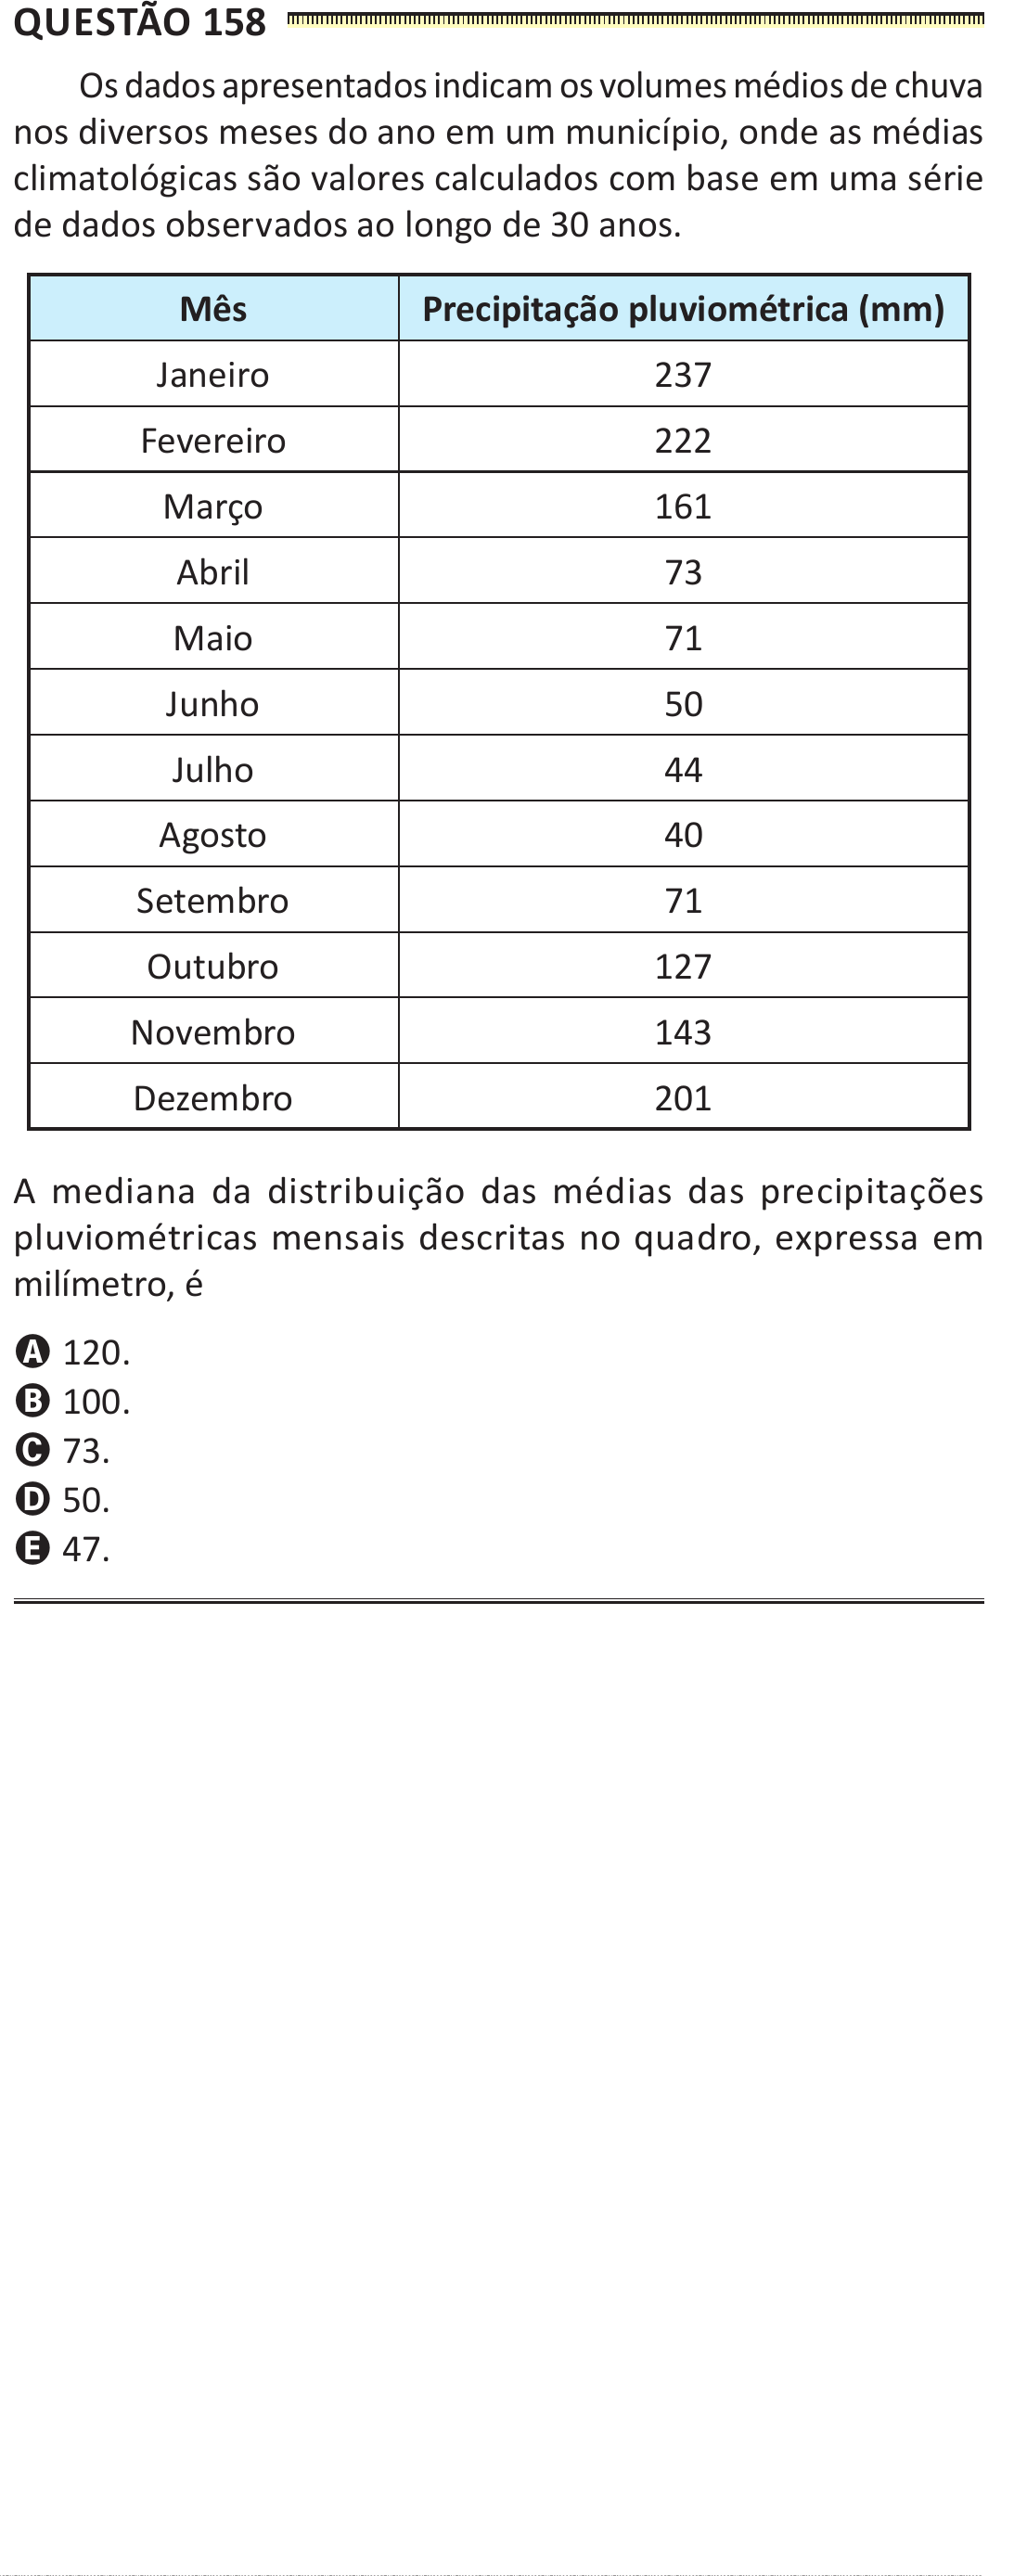 QUESTÃO 158
Os dados apresentados indicam os volumes médios de chuva
nos diversos meses do ano em um município, onde as médias
climatológicas são valores calculados com base em uma série
de dados observados ao longo de 30 anos.
Mês Precipitação pluviométrica (mm)
Janeiro 237
Fevereiro 222
Março 161
Abril 73
Maio 71
Junho 50
Julho 44
Agosto 40
Setembro 71
Outubro 127
Novembro 143
Dezembro 201
A mediana da distribuição das médias das precipitações
pluviométricas mensais descritas no quadro, expressa em
milímetro, é
A 120.
B 100.
C 73.
D 50.
E 47.